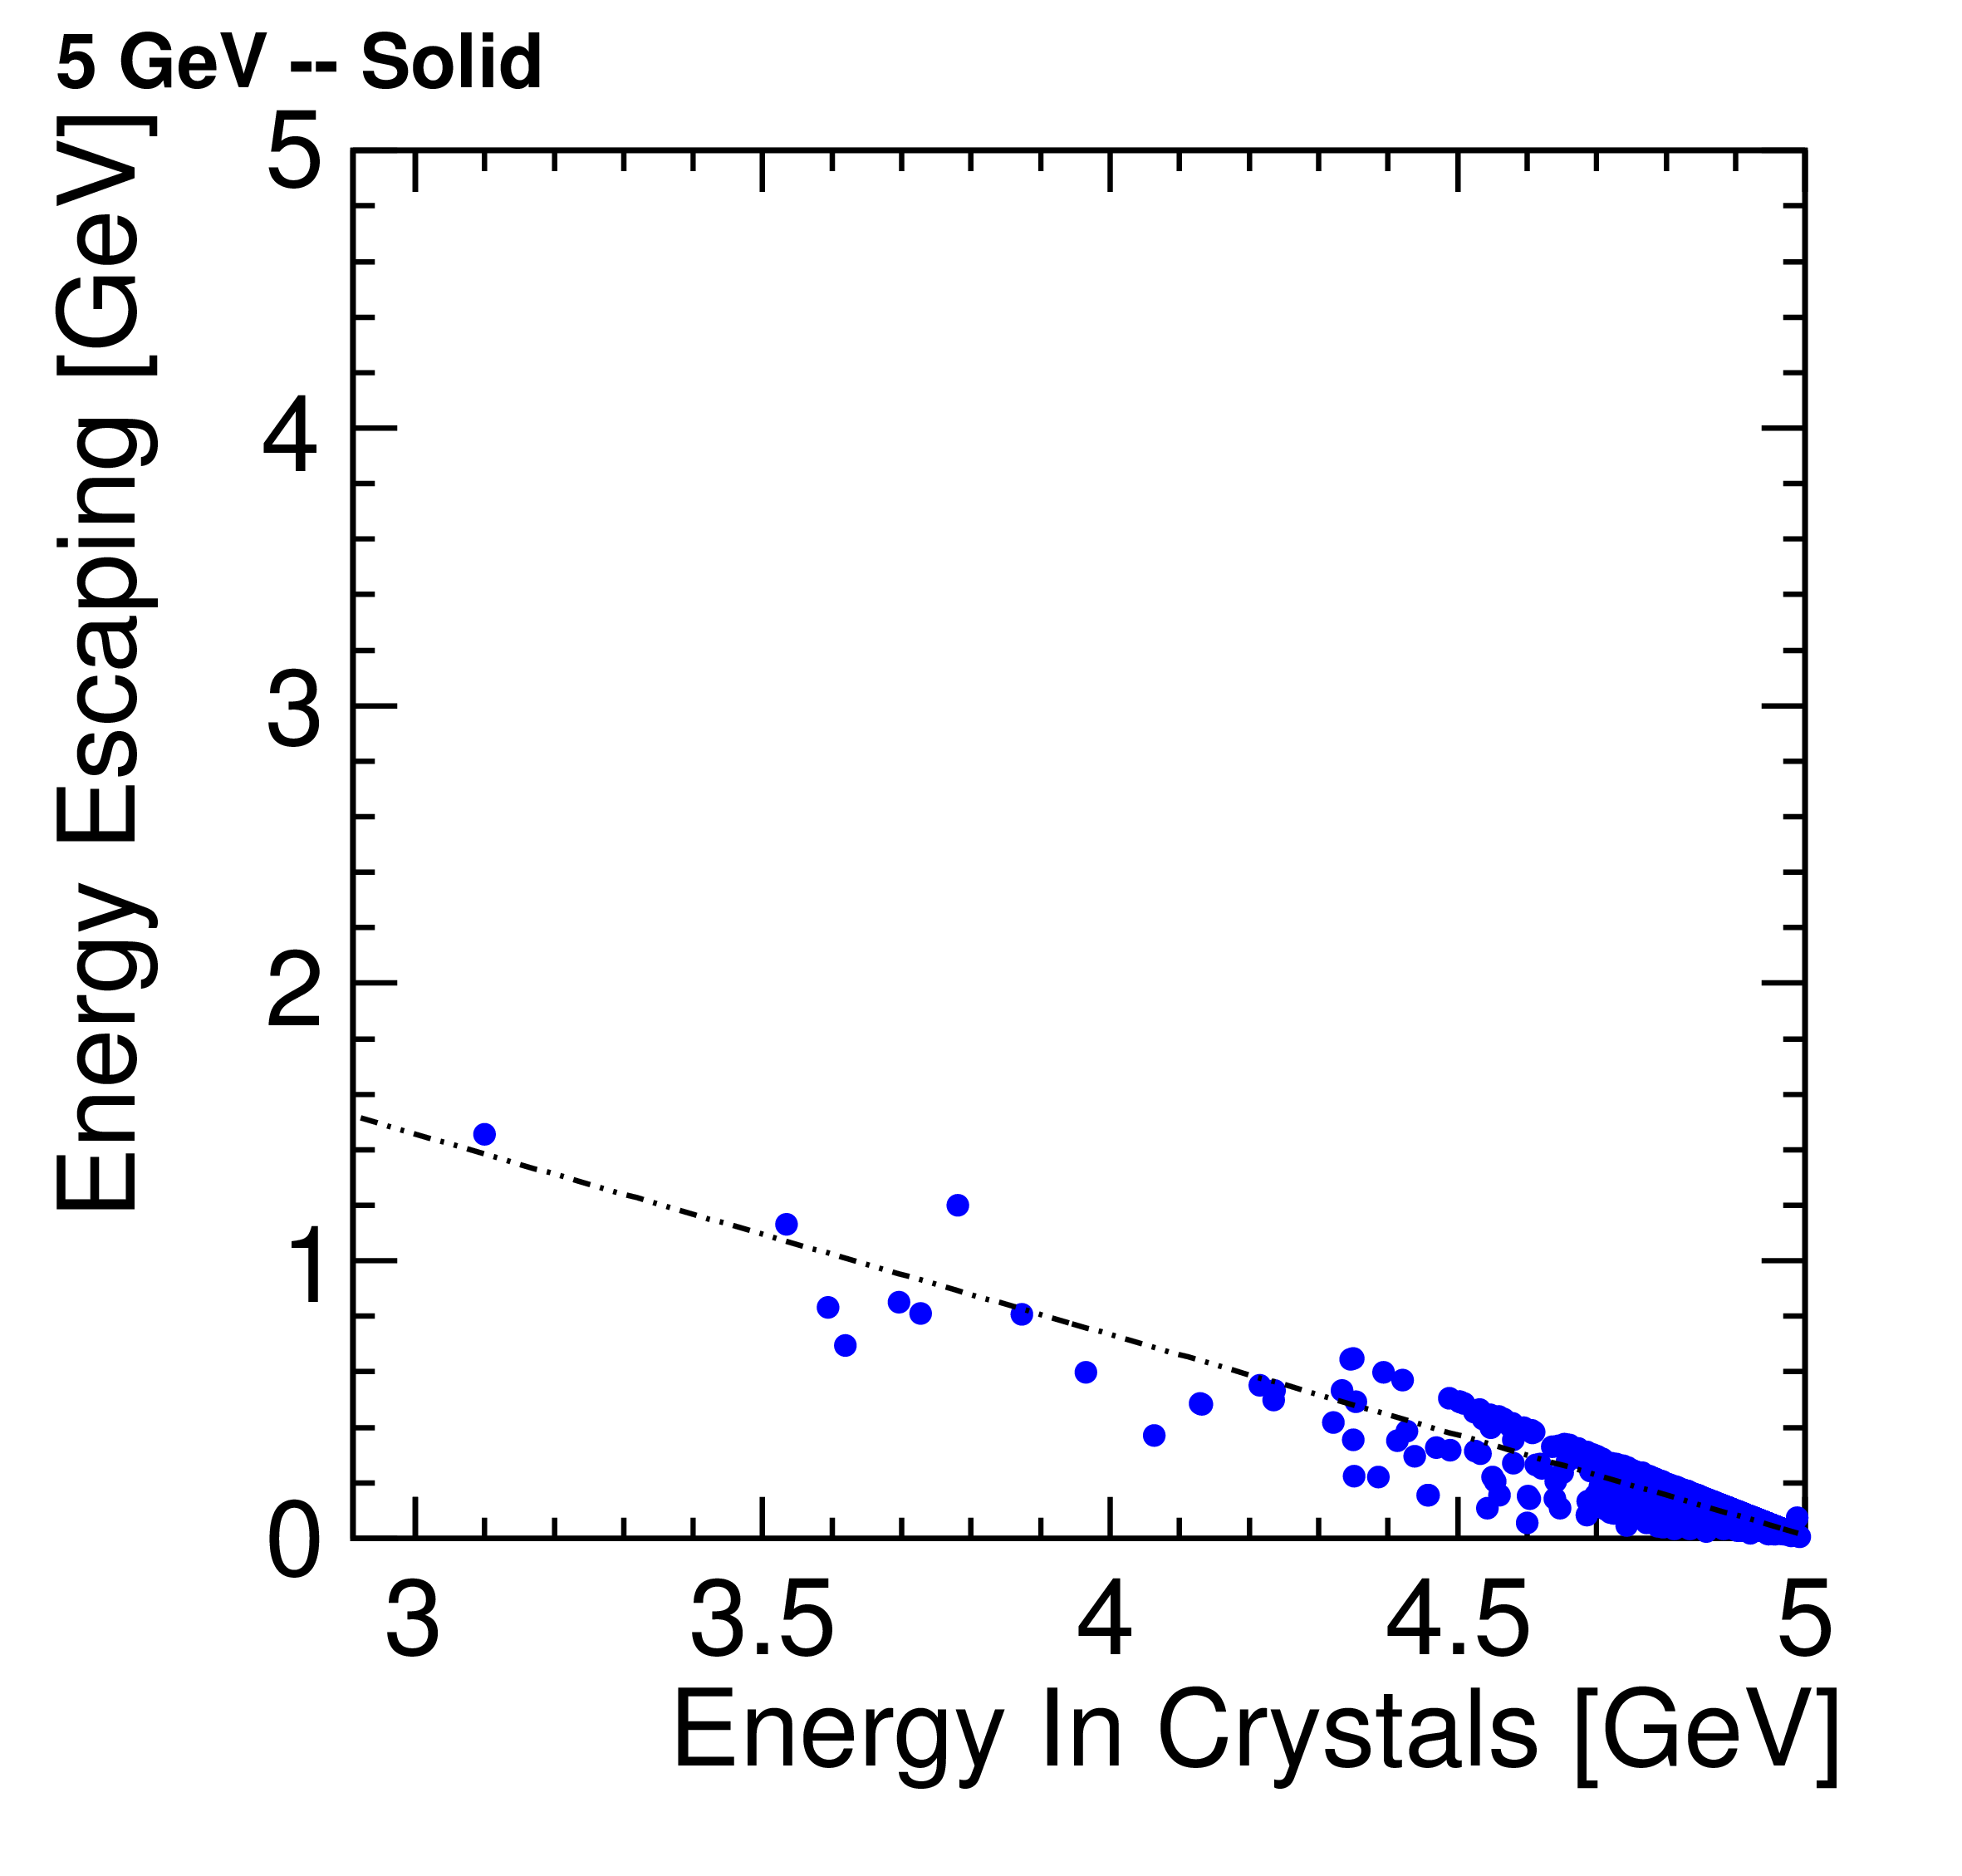 5 GeV -- Solid
Energy Escaping [GeV]
5
4
3
2
1
0
3 3.5 4 4.5 5
Energy In Crystals [GeV]